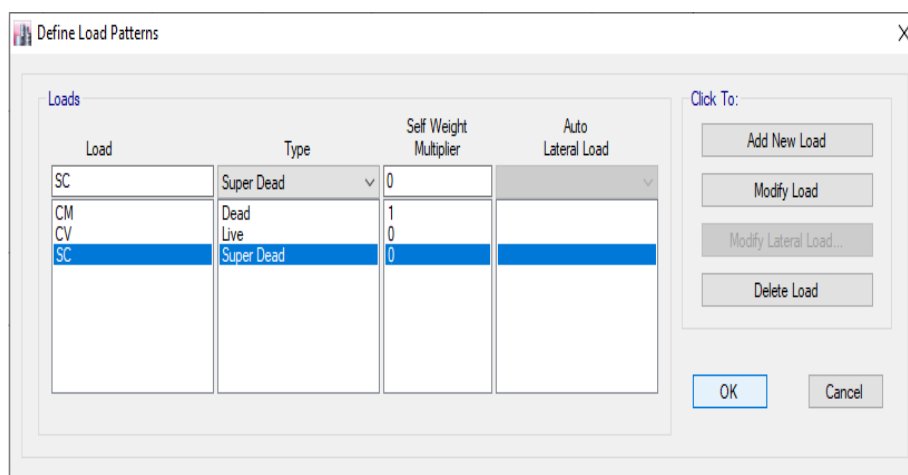 Define Load Patterns
Loads
Click To:
Load
Type
Self Weight
Multiplier
Auto
Lateral Load
SC
Super Dead
0
CM
Dead
1
CV
Live
0
SC
Super Dead
0
Add New Load
Modify Load
Modify Lateral Load...
Delete Load
OK
Cancel